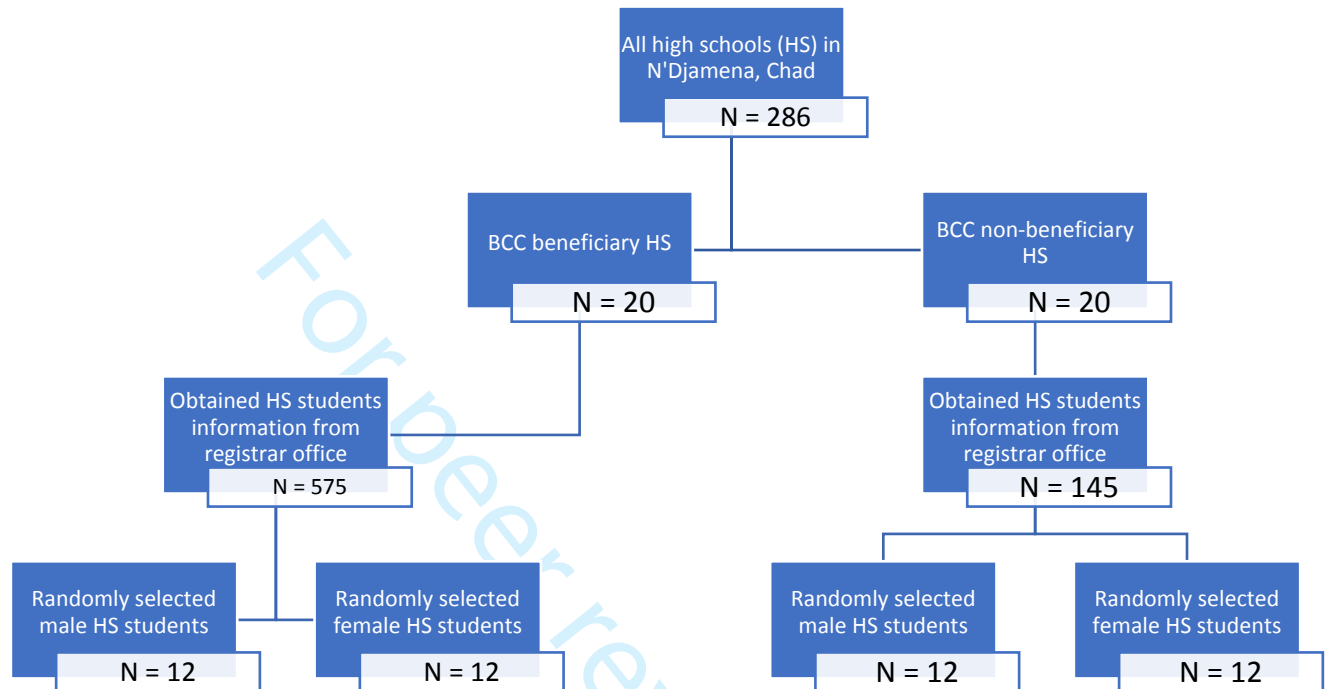 All high schools (HS) in
N'Djamena, Chad
N = 286
BCC beneficiary HS
N = 20
BCC non-beneficiary
HS
N = 20
Obtained HS students
information from
registrar office
N = 575
Obtained HS students
information from
registrar office
N = 145
Randomly selected
male HS students
N = 12
Randomly selected
female HS students
N = 12
Randomly selected
male HS students
N = 12
Randomly selected
female HS students
N = 12
For peer re